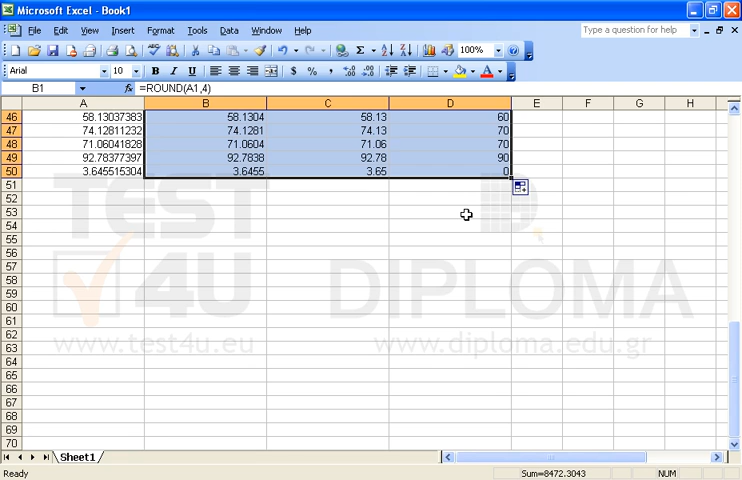 Microsoft Excel - Book1
File Edit View Insert Format Tools Data Window Help Type a question for help
100%
Arial 10 B I U $ % ,
B1 fx =ROUND(A1,4)
A B C D E F G H
46 58.13037383 58.1304 58.13 60
47 74.12811232 74.1281 74.13 70
48 71.06041828 71.0604 71.06 70
49 92.78377397 92.7838 92.78 90
50 3.645515304 3.6455 3.65 0
51
52
53
54
55
56
57
58
59
60
61
62
63
64
65
66
67
68
69
70
TEST 4U
D.
DIPLOMA
www.test4u.eu www.diploma.edu.gr
Sheet1
Ready Sum=8472.3043 NUM